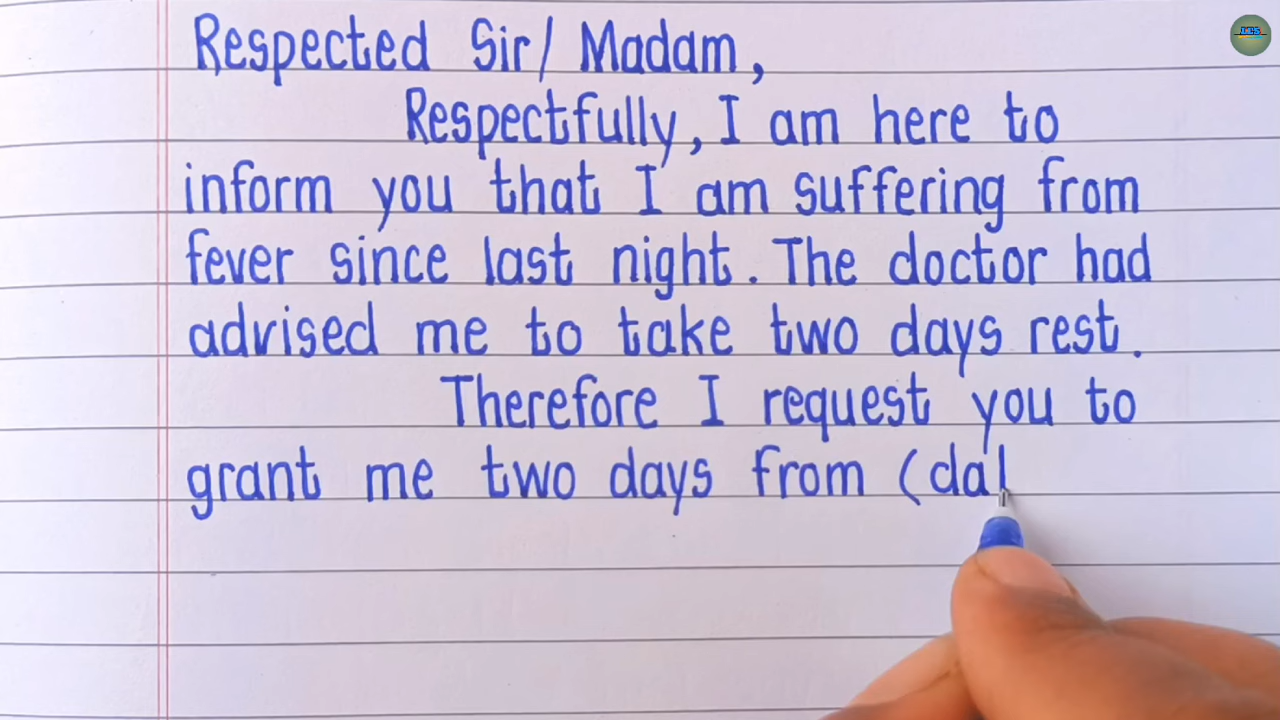 Respected Sir/ Madam,
Respectfully, I am here to
inform you that I am suffering from
fever since last night. The doctor had
advised me to take two days rest.
Therefore I request you to
grant me two days from (dal